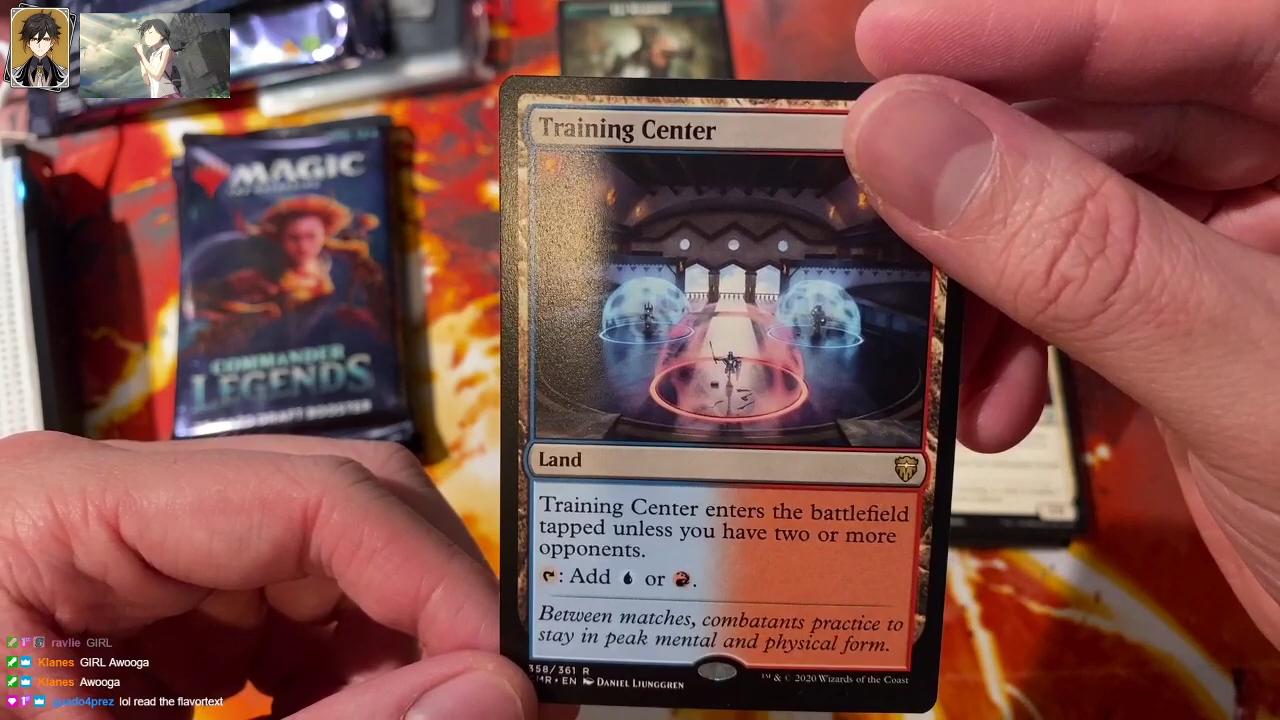 Training Center
MAGIC
COMMANDER
LEGENDS
DRAFT BOOSTER
Land
Training Center enters the battlefield
tapped unless you have two or more
opponents.
: Add or .
Between matches, combatants practice to
stay in peak mental and physical form.
358/361 R
CMR • EN DANIEL LJUNGGREN
™ & © 2020 Wizards of the Coast
ravlie GIRL
Klanes GIRL Awooga
Klanes Awooga
lol read the flavortext